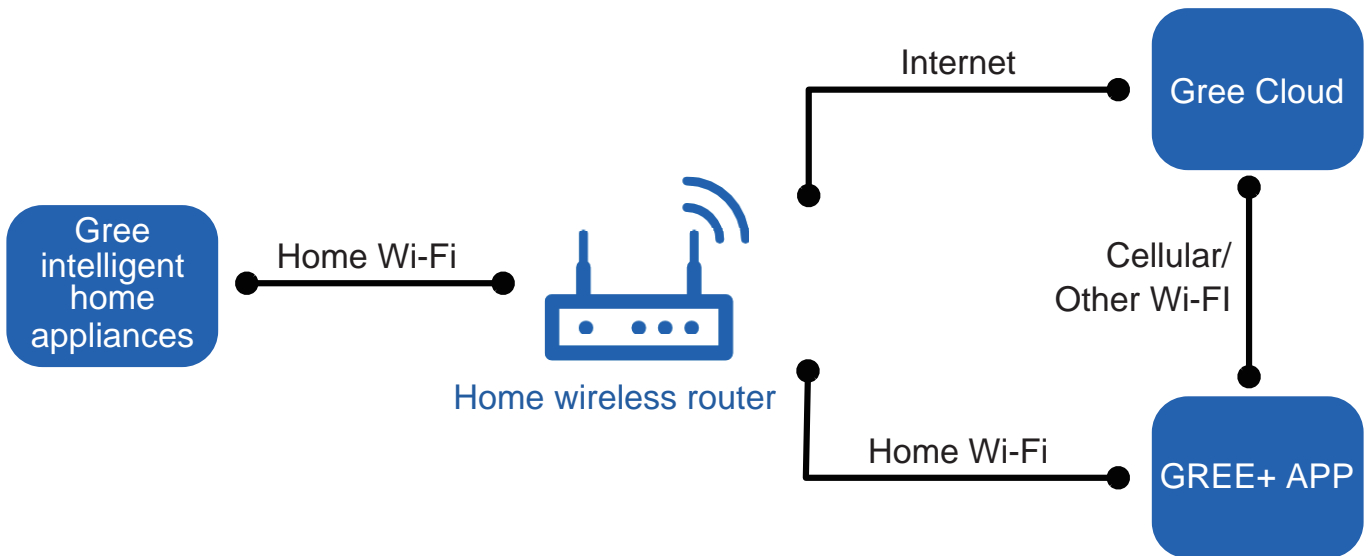 Internet
Gree Cloud
Gree
intelligent
home
appliances
Home Wi-Fi
Cellular/
Other Wi-FI
Home wireless router
Home Wi-Fi
GREE+ APP